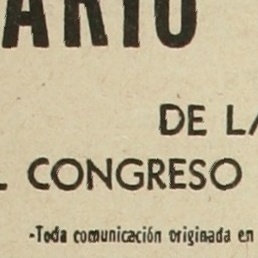 ARIO
DE LA
L CONGRESO
-Toda comunicación originada en